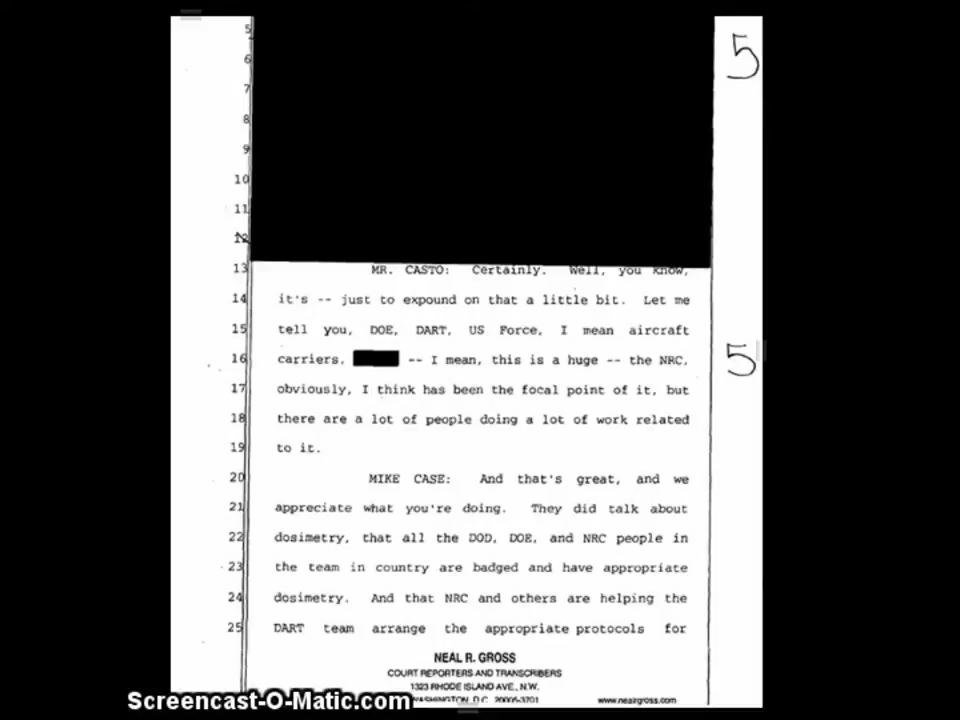 5
6
7
8
9
10
11
12
13 MR. CASTO: Certainly. Well, you know,
14 it's -- just to expound on that a little bit. Let me
15 tell you, DOE, DART, US Force, I mean aircraft
16 carriers, -- I mean, this is a huge -- the NRC,
17 obviously, I think has been the focal point of it, but
18 there are a lot of people doing a lot of work related
19 to it.
20 MIKE CASE: And that's great, and we
21 appreciate what you're doing. They did talk about
22 dosimetry, that all the DOD, DOE, and NRC people in
23 the team in country are badged and have appropriate
24 dosimetry. And that NRC and others are helping the
25 DART team arrange the appropriate protocols for
5
5
NEAL R. GROSS
COURT REPORTERS AND TRANSCRIBERS
1323 RHODE ISLAND AVE., N.W.
WASHINGTON, D.C. 20005-3701 www.nealrgross.com
Screencast-O-Matic.com